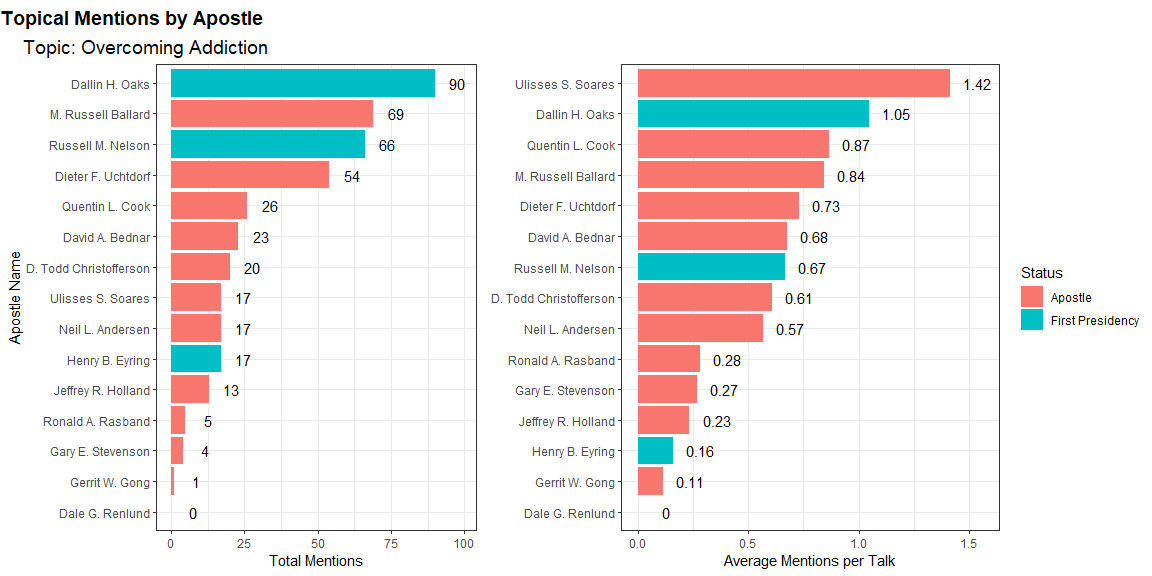 Topical Mentions by Apostle
Topic: Overcoming Addiction
Apostle Name
Dallin H. Oaks 90
M. Russell Ballard 69
Russell M. Nelson 66
Dieter F. Uchtdorf 54
Quentin L. Cook 26
David A. Bednar 23
D. Todd Christofferson 20
Ulisses S. Soares 17
Neil L. Andersen 17
Henry B. Eyring 17
Jeffrey R. Holland 13
Ronald A. Rasband 5
Gary E. Stevenson 4
Gerrit W. Gong 1
Dale G. Renlund 0
0 25 50 75 100
Total Mentions
Ulisses S. Soares 1.42
Dallin H. Oaks 1.05
Quentin L. Cook 0.87
M. Russell Ballard 0.84
Dieter F. Uchtdorf 0.73
David A. Bednar 0.68
Russell M. Nelson 0.67
D. Todd Christofferson 0.61
Neil L. Andersen 0.57
Ronald A. Rasband 0.28
Gary E. Stevenson 0.27
Jeffrey R. Holland 0.23
Henry B. Eyring 0.16
Gerrit W. Gong 0.11
Dale G. Renlund 0
0.0 0.5 1.0 1.5
Average Mentions per Talk
Status
Apostle
First Presidency